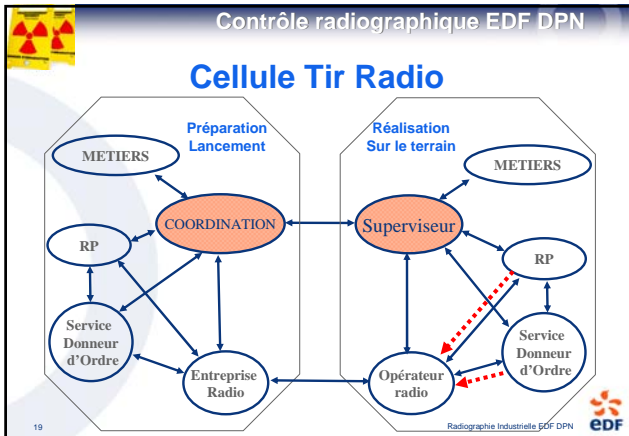 Contrôle radiographique EDF DPN
Cellule Tir Radio
Préparation
Lancement
METIERS
COORDINATION
RP
Service
Donneur
d'Ordre
Entreprise
Radio
Réalisation
Sur le terrain
METIERS
Superviseur
RP
Service
Donneur
d'Ordre
Opérateur
radio
19
Radiographie Industrielle EDF DPN
eDF